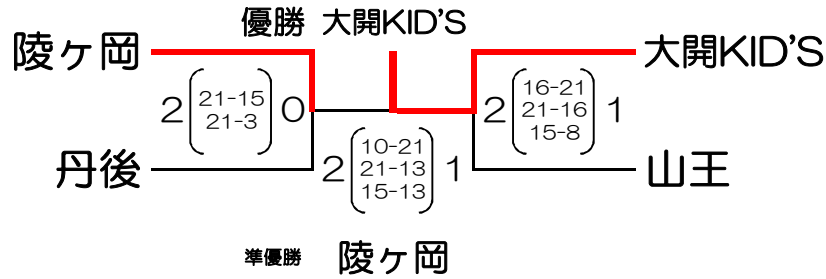 優勝 大開KID'S
陵ヶ岡
大開KID'S
2 21-15 0
21-3
2 16-21 1
21-16
15-8
丹後
2 10-21 1
21-13
15-13
山王
準優勝 陵ヶ岡